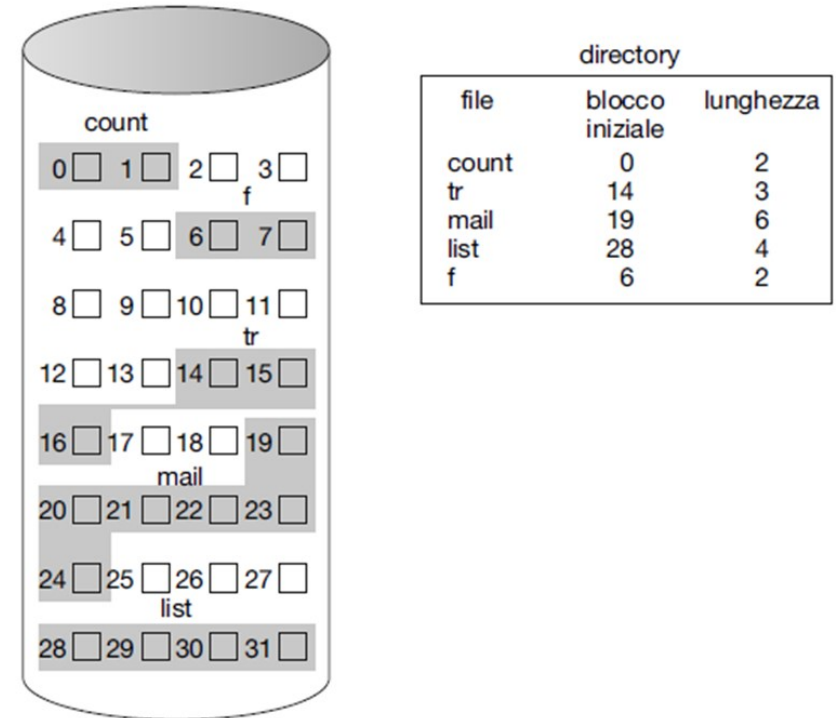 count
0 1 2 3
f
4 5 6 7
8 9 10 11
tr
12 13 14 15
16 17 18 19
mail
20 21 22 23
24 25 26 27
list
28 29 30 31
directory
file blocco iniziale lunghezza
count 0 2
tr 14 3
mail 19 6
list 28 4
f 6 2